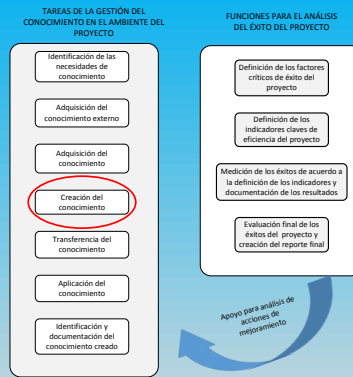 TAREAS DE LA GESTIÓN DEL
CONOCIMIENTO EN EL AMBIENTE DEL
PROYECTO
Identificación de las
necesidades de
conocimiento
Adquisición del
conocimiento externo
Adquisición del
conocimiento
Creación del
conocimiento
Transferencia del
conocimiento
Aplicación del
conocimiento
Identificación y
documentación del
conocimiento creado
FUNCIONES PARA EL ANÁLISIS
DEL ÉXITO DEL PROYECTO
Definición de los factores
críticos de éxito del
proyecto
Definición de los
indicadores claves de
eficiencia del proyecto
Medición de los éxitos de acuerdo a
la definición de los indicadores y
documentación de los resultados
Evaluación final de los
éxitos del proyecto y
creación del reporte final
Apoyo para análisis de
acciones de
mejoramiento